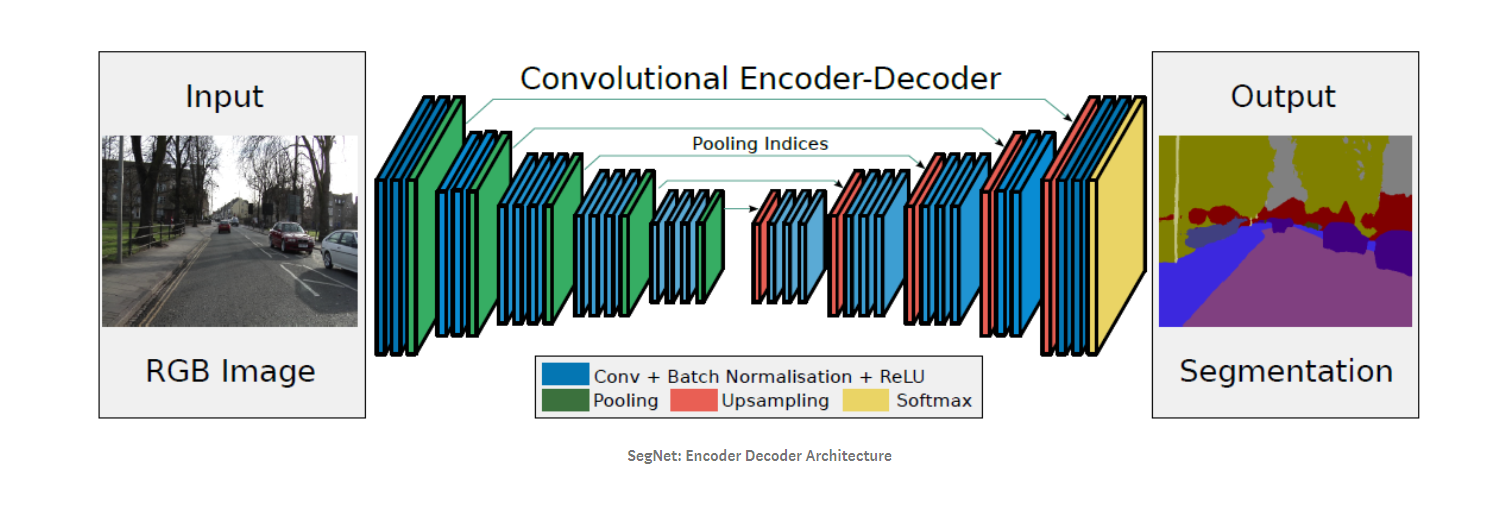 Input
RGB Image
Convolutional Encoder-Decoder
Pooling Indices
Conv + Batch Normalisation + ReLU
Pooling Upsampling Softmax
Output
Segmentation
SegNet: Encoder Decoder Architecture